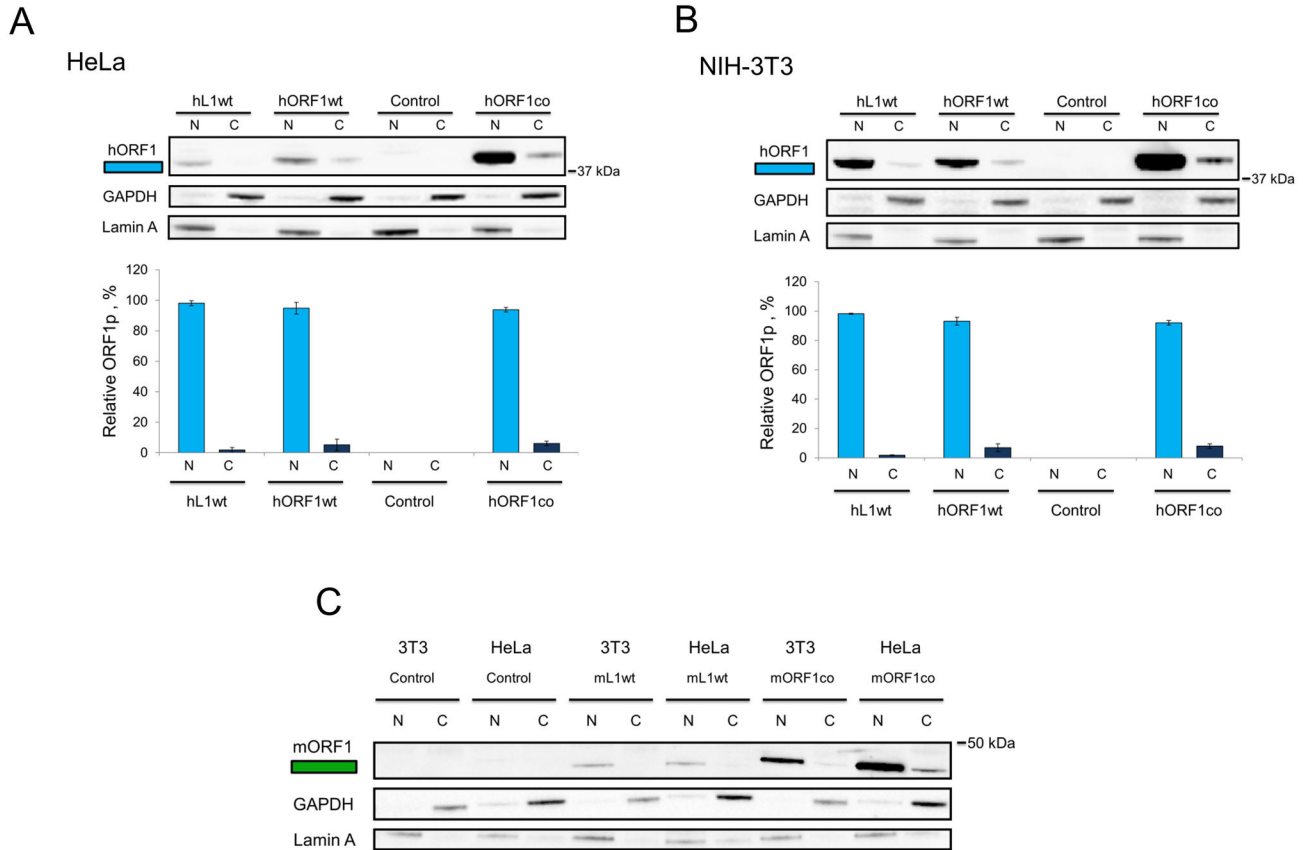 A
HeLa
hL1wt hORF1wt Control hORF1co
N C N C N C N C
hORF1
37 kDa
GAPDH
Lamin A
Relative ORF1p , %
120
100
80
60
40
20
0
N C N C N C N C
hL1wt hORF1wt Control hORF1co
B
NIH-3T3
hL1wt hORF1wt Control hORF1co
N C N C N C N C
hORF1
37 kDa
GAPDH
Lamin A
Relative ORF1p , %
120
100
80
60
40
20
0
N C N C N C N C
hL1wt hORF1wt Control hORF1co
C
3T3 HeLa 3T3 HeLa 3T3 HeLa
Control Control mL1wt mL1wt mORF1co mORF1co
N C N C N C N C N C N C
mORF1
50 kDa
GAPDH
Lamin A